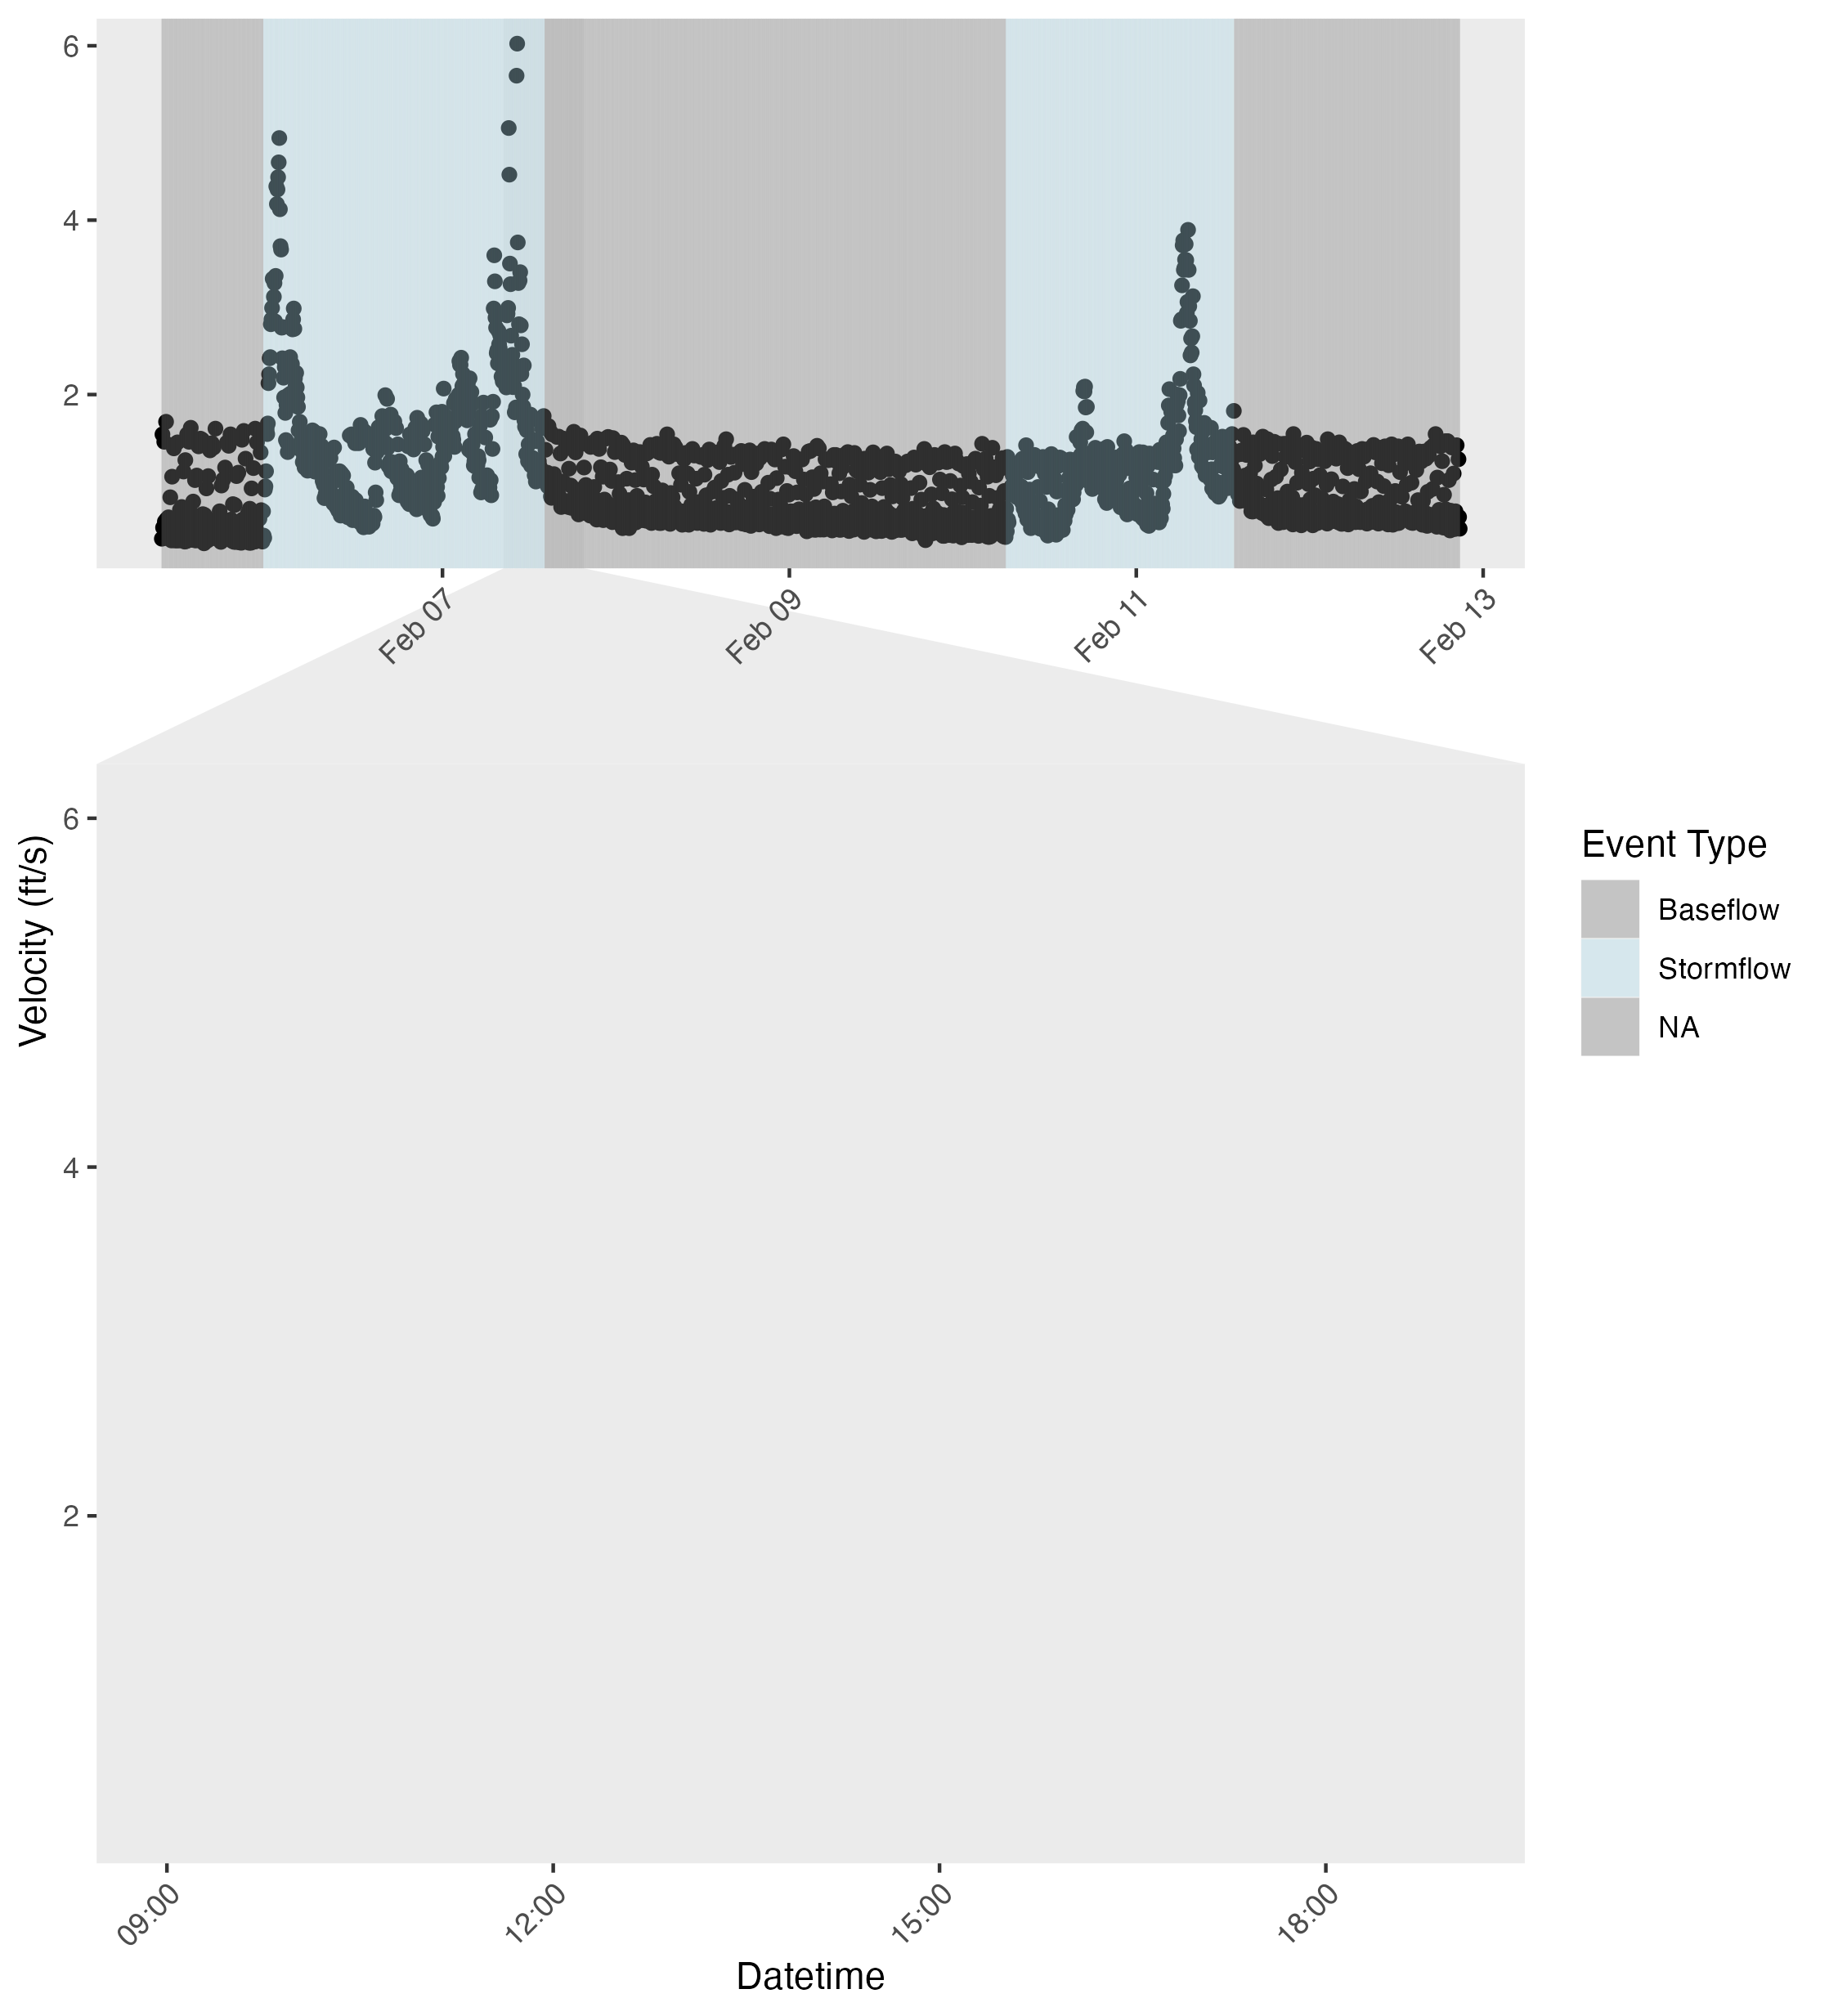 6
4
2
Feb 07
Feb 09
Feb 11
Feb 13
6
4
2
Velocity (ft/s)
09:00
12:00
15:00
18:00
Datetime
Event Type
Baseflow
Stormflow
NA